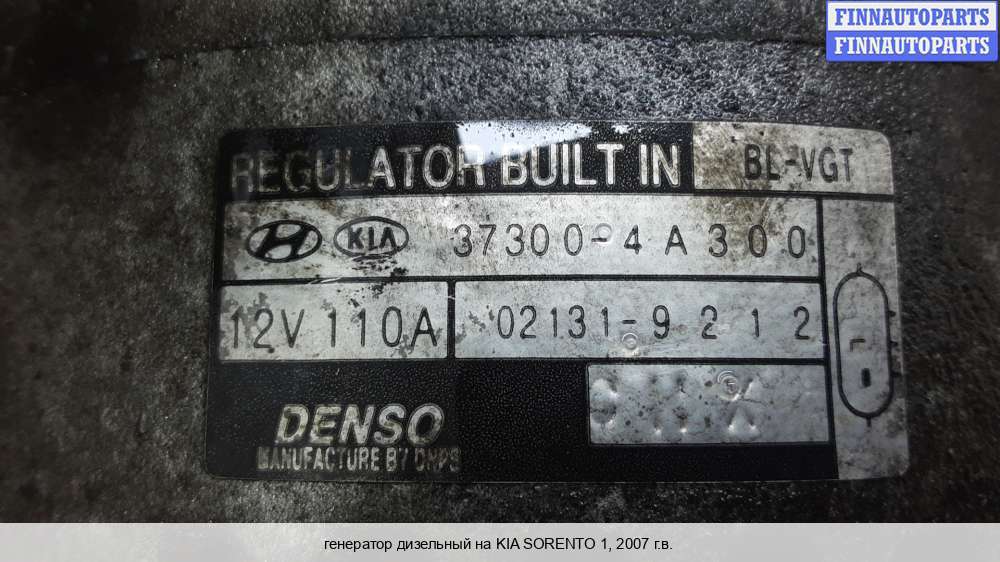 FINNAUTOPARTS
FINNAUTOPARTS
REGULATOR BUILT IN BL-VGT
KIA 37300-4A300
12V 110A 02131-9212
DENSO
MANUFACTURE BY DNPS
генератор дизельный на KIA SORENTO 1, 2007 г.в.